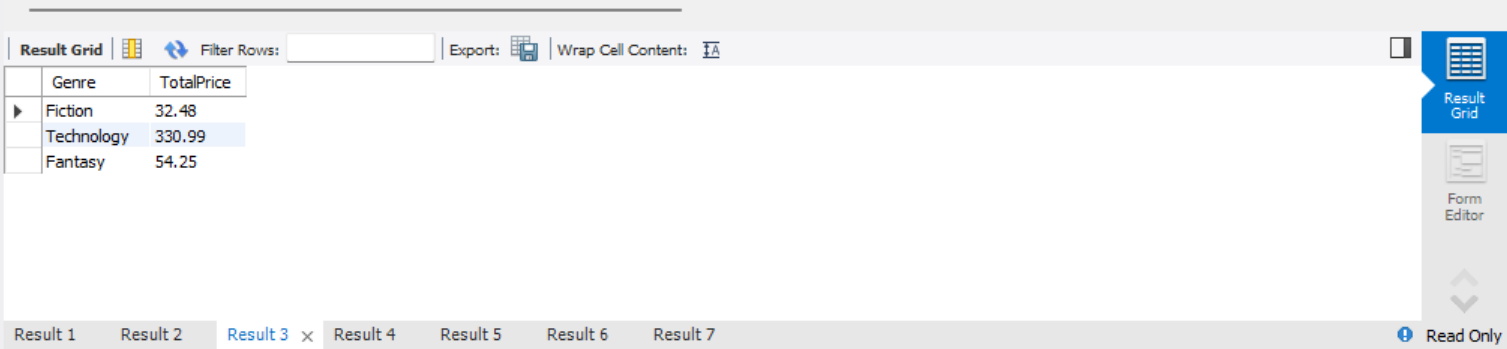 Result Grid Filter Rows: Export: Wrap Cell Content: IA
Genre TotalPrice
Fiction 32.48
Technology 330.99
Fantasy 54.25
Result
Grid
Form
Editor
Result 1 Result 2 Result 3 × Result 4 Result 5 Result 6 Result 7 Read Only